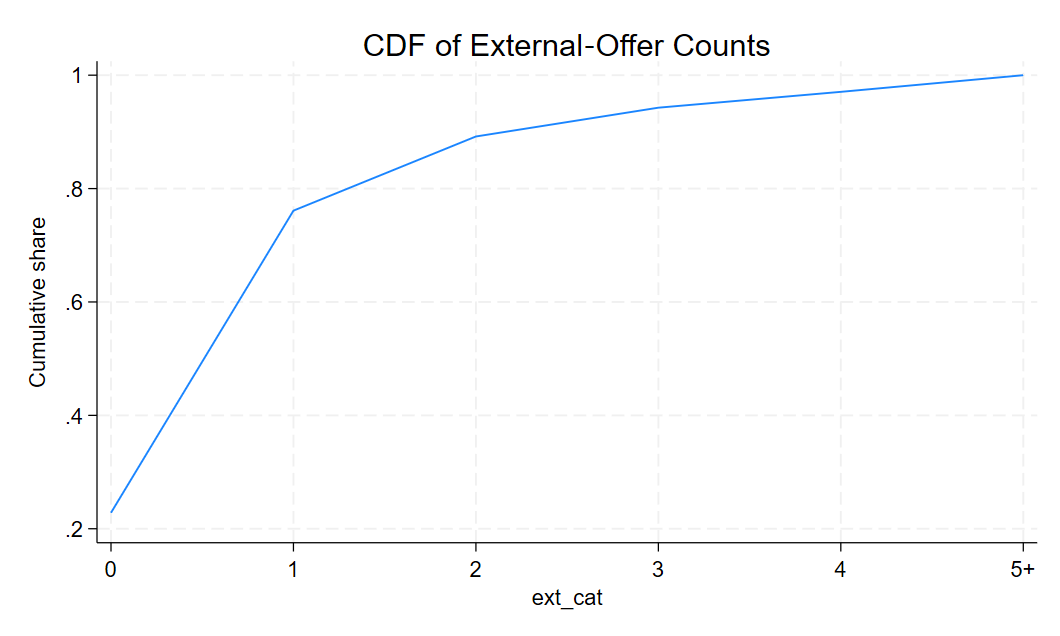 CDF of External-Offer Counts
Cumulative share
1
.8
.6
.4
.2
0 1 2 3 4 5+
ext_cat